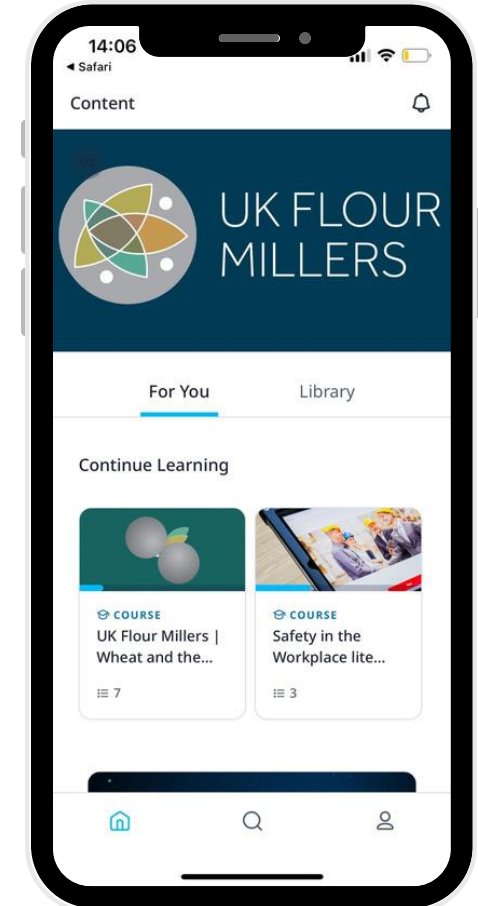 14:06
◄ Safari
Content
UK FLOUR
MILLERS
For You
Library
Continue Learning
COURSE
UK Flour Millers |
Wheat and the...
7
COURSE
Safety in the
Workplace lite...
3